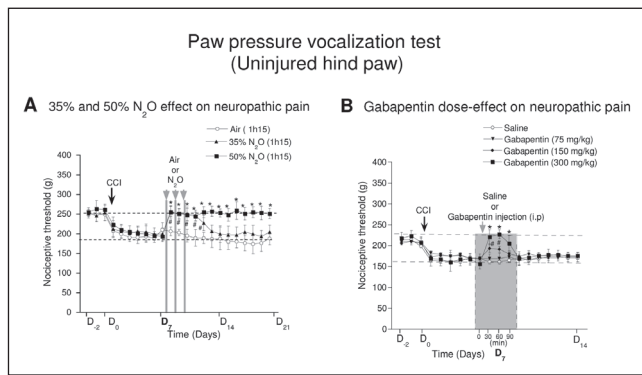 Paw pressure vocalization test
(Uninjured hind paw)
A 35% and 50% N2O effect on neuropathic pain
Air ( 1h15)
35% N2O (1h15)
50% N2O (1h15)
Air
or
N2O
CCI
Nociceptive threshold (g)
400
350
300
250
200
150
100
50
0
* * * * * * * * * * *
# # # #
D-2
D0
D7
D14
D21
Time (Days)
B Gabapentin dose-effect on neuropathic pain
Saline
Gabapentin (75 mg/kg)
Gabapentin (150 mg/kg)
Gabapentin (300 mg/kg)
Saline
or
Gabapentin injection (i.p)
CCI
Nociceptive threshold (g)
400
350
300
250
200
150
100
50
0
* * *
# #
0 30 60 90
(min)
D-2
D0
D7
D14
Time (Days)